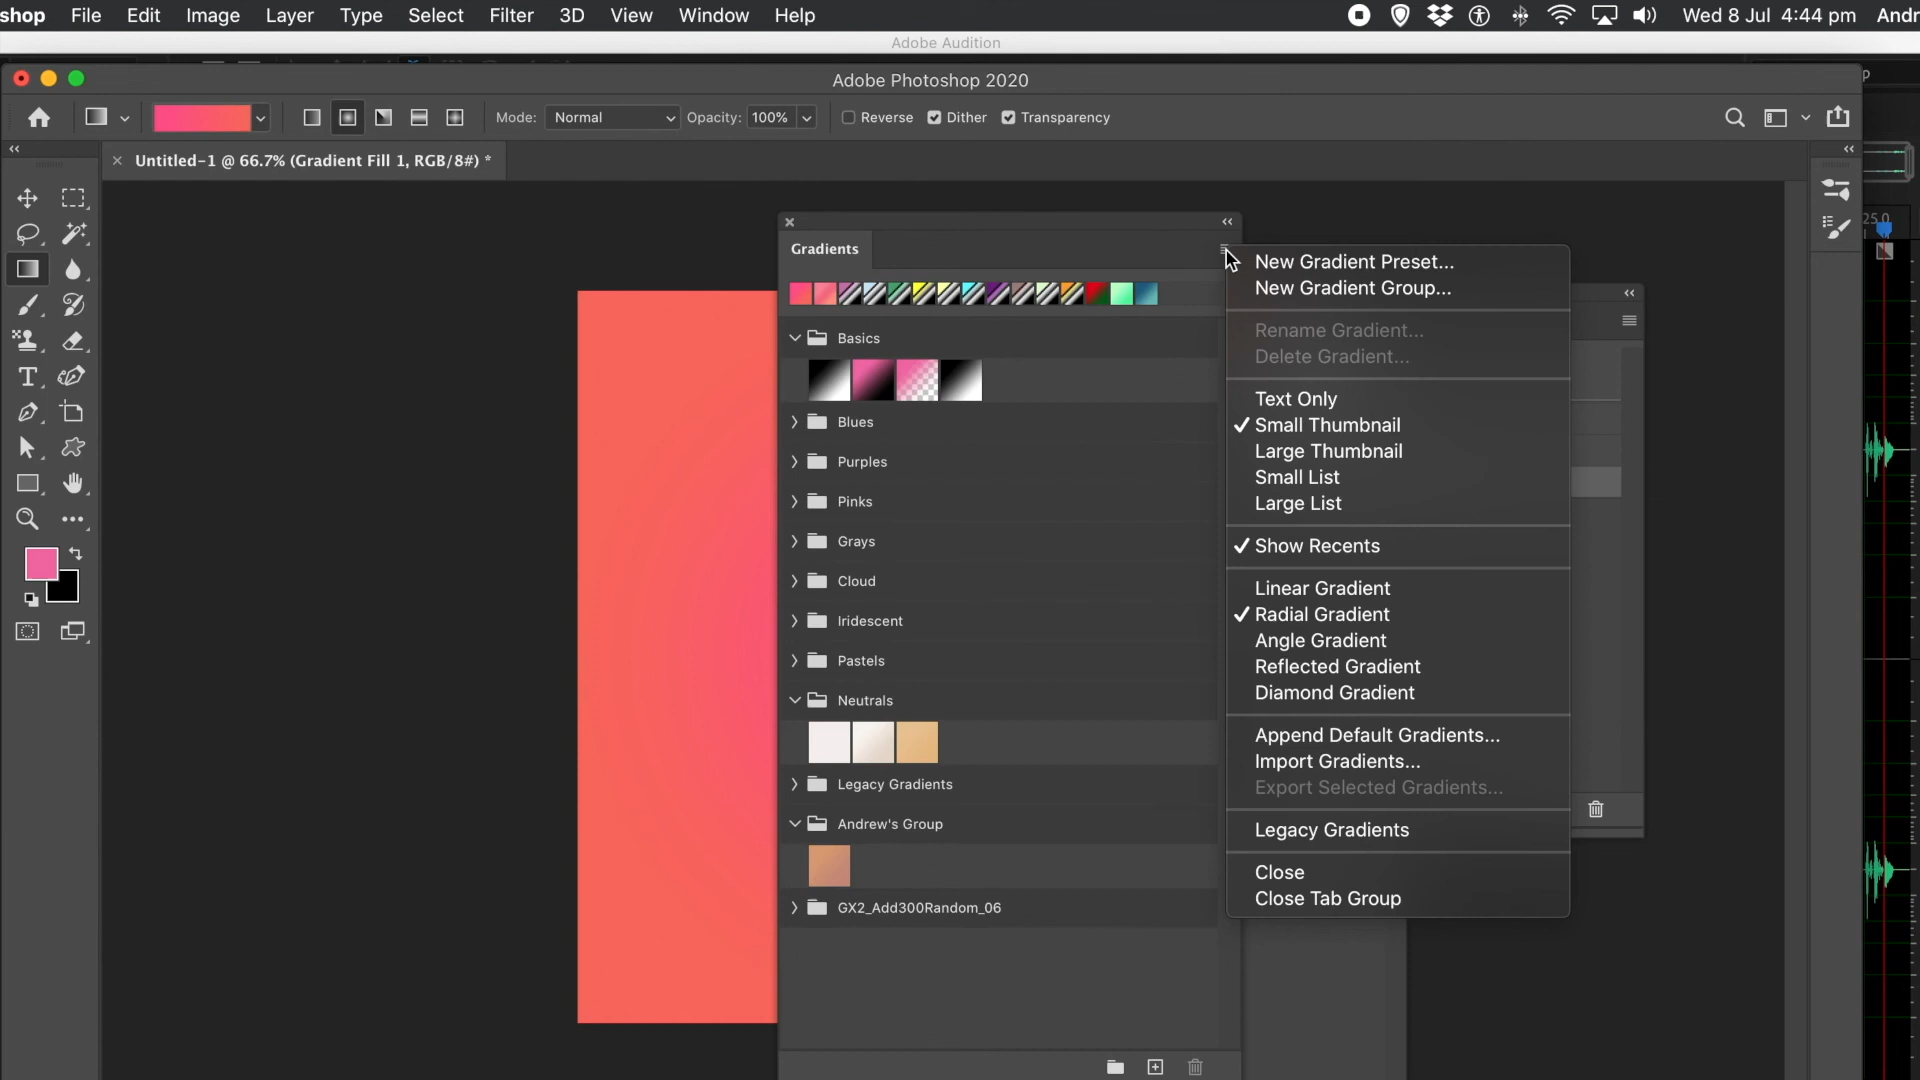 shop File Edit Image Layer Type Select Filter 3D View Window Help Wed 8 Jul 4:44 pm Andr
Adobe Audition
Adobe Photoshop 2020
Mode: Normal Opacity: 100% Reverse Dither Transparency
Untitled-1 @ 66.7% (Gradient Fill 1, RGB/8#) *
25.0
Gradients
Basics
Blues
Purples
Pinks
Grays
Cloud
Iridescent
Pastels
Neutrals
Legacy Gradients
Andrew's Group
GX2_Add300Random_06
New Gradient Preset...
New Gradient Group...
Rename Gradient...
Delete Gradient...
Text Only
Small Thumbnail
Large Thumbnail
Small List
Large List
Show Recents
Linear Gradient
Radial Gradient
Angle Gradient
Reflected Gradient
Diamond Gradient
Append Default Gradients...
Import Gradients...
Export Selected Gradients...
Legacy Gradients
Close
Close Tab Group